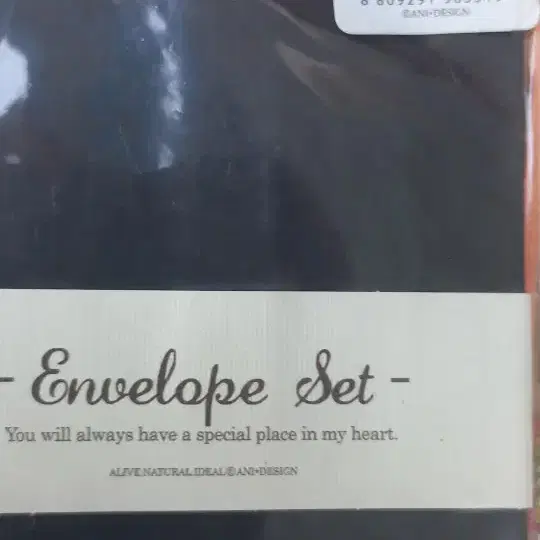 ©ANI•DESIGN
- Envelope Set -
You will always have a special place in my heart.
ALIVE.NATURAL.IDEAL/©ANI•DESIGN